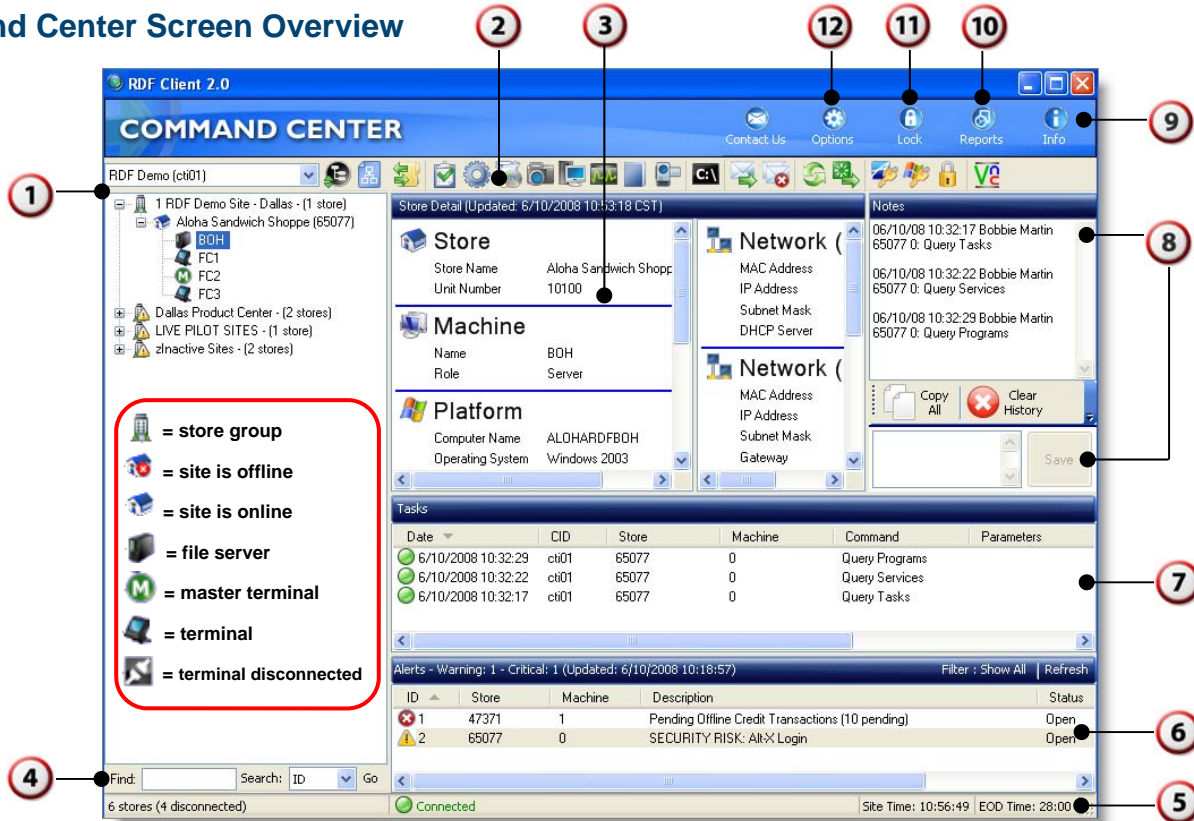 nd Center Screen Overview
2
3
12
11
10
RDF Client 2.0
COMMAND CENTER
Contact Us
Options
Lock
Reports
Info
9
1
RDF Demo (cti01)
C:\
1 RDF Demo Site - Dallas - (1 store)
Aloha Sandwich Shoppe (65077)
BOH
FC1
FC2
FC3
Dallas Product Center - (2 stores)
LIVE PILOT SITES - (1 store)
zInactive Sites - (2 stores)
= store group
= site is offline
= site is online
= file server
M = master terminal
= terminal
= terminal disconnected
Store Detail (Updated: 6/10/2008 10:53:18 CST)
Store
Store Name Aloha Sandwich Shopp
Unit Number 10100
Machine
Name BOH
Role Server
Platform
Computer Name ALOHARDFBOH
Operating System Windows 2003
Network (
MAC Address
IP Address
Subnet Mask
DHCP Server
Network (
MAC Address
IP Address
Subnet Mask
Gateway
Notes
06/10/08 10:32:17 Bobbie Martin
65077 0: Query Tasks
06/10/08 10:32:22 Bobbie Martin
65077 0: Query Services
06/10/08 10:32:29 Bobbie Martin
65077 0: Query Programs
8
Copy All
Clear History
Save
Tasks
Date CID Store Machine Command Parameters
6/10/2008 10:32:29 cti01 65077 0 Query Programs
6/10/2008 10:32:22 cti01 65077 0 Query Services
6/10/2008 10:32:17 cti01 65077 0 Query Tasks
7
Alerts - Warning: 1 - Critical: 1 (Updated: 6/10/2008 10:18:57) Filter : Show All | Refresh
ID Store Machine Description Status
1 47371 1 Pending Offline Credit Transactions (10 pending) Open
2 65077 0 SECURITY RISK: Alt-X Login Open
6
4
Find: Search: ID Go
6 stores (4 disconnected)
Connected
Site Time: 10:56:49
EOD Time: 28:00
5